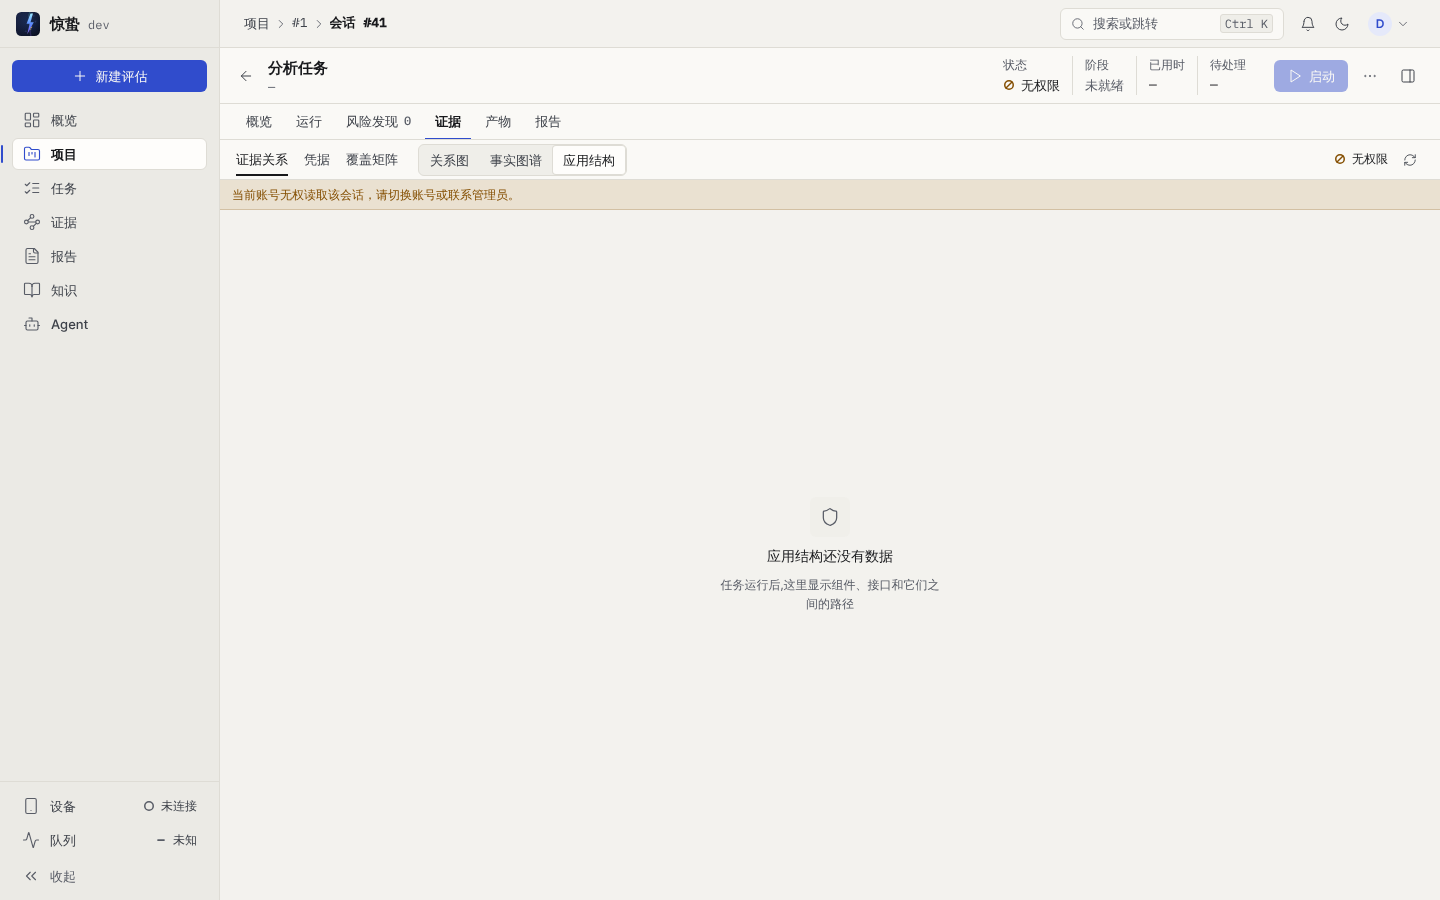 惊蛰 dev
新建评估
概览
项目
任务
证据
报告
知识
Agent
设备 未连接
队列 未知
收起
项目 #1 会话 #41
搜索或跳转 Ctrl K
D
分析任务
—
状态 无权限
阶段 未就绪
已用时 —
待处理 —
启动
概览 运行 风险发现 0 证据 产物 报告
证据关系 凭据 覆盖矩阵 关系图 事实图谱 应用结构 无权限
当前账号无权读取该会话，请切换账号或联系管理员。
应用结构还没有数据
任务运行后,这里显示组件、接口和它们之
间的路径